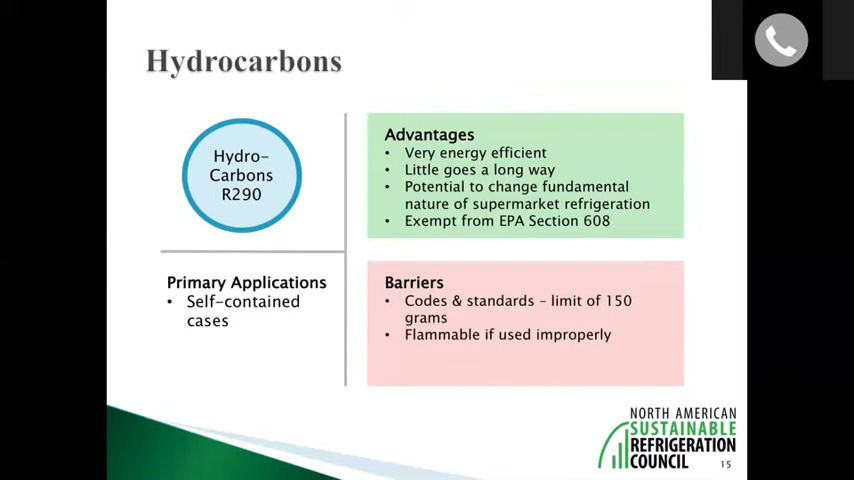 Hydrocarbons
Hydro-
Carbons
R290
Advantages
• Very energy efficient
• Little goes a long way
• Potential to change fundamental
nature of supermarket refrigeration
• Exempt from EPA Section 608
Primary Applications
• Self-contained
cases
Barriers
• Codes & standards – limit of 150
grams
• Flammable if used improperly
NORTH AMERICAN
SUSTAINABLE
REFRIGERATION
COUNCIL
15